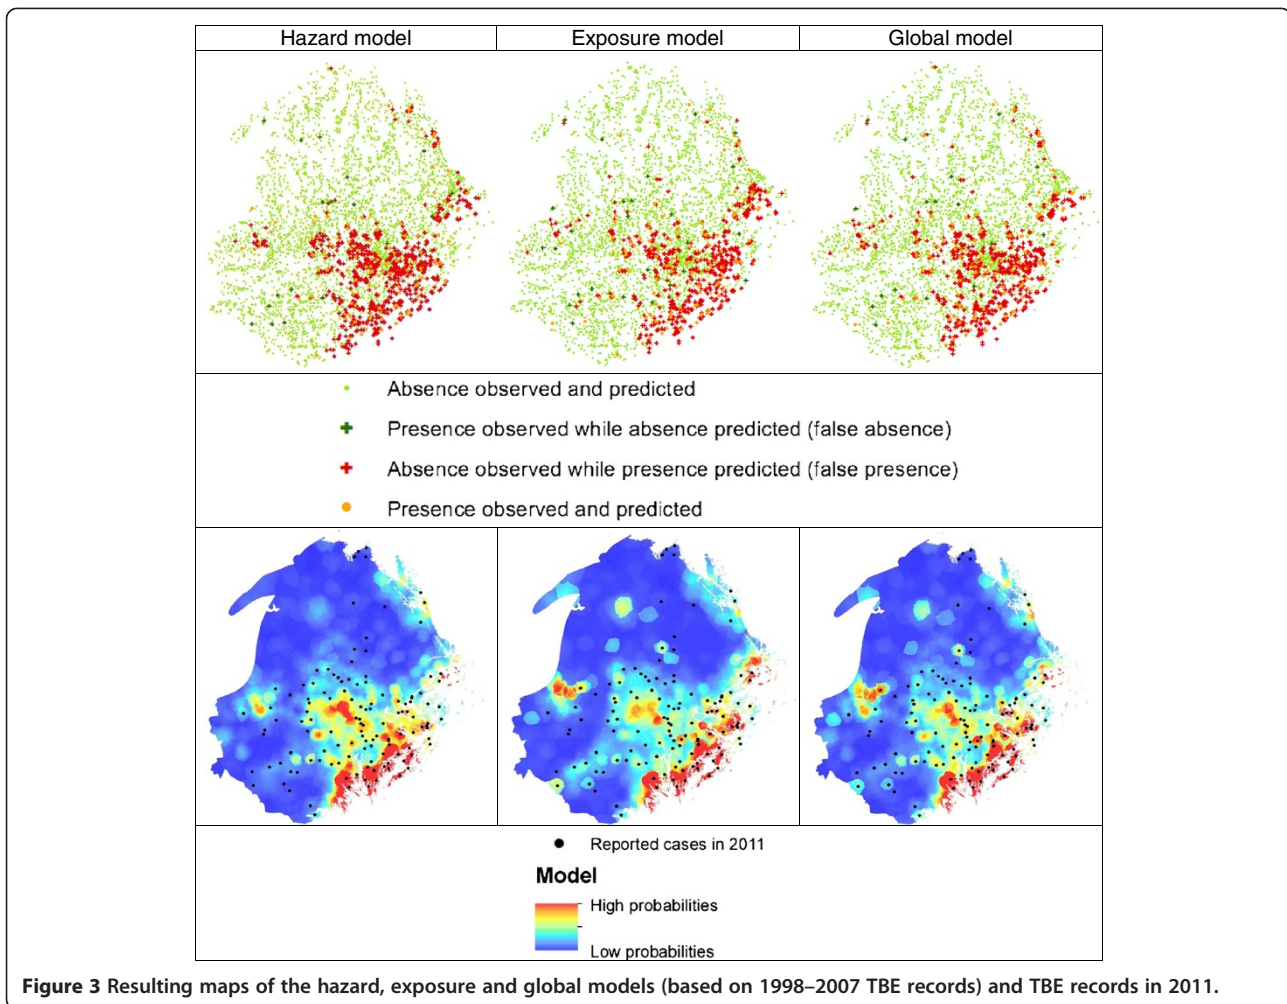 Hazard model
Exposure model
Global model
Absence observed and predicted
Presence observed while absence predicted (false absence)
Absence observed while presence predicted (false presence)
Presence observed and predicted
Reported cases in 2011
Model
High probabilities
Low probabilities
Figure 3 Resulting maps of the hazard, exposure and global models (based on 1998–2007 TBE records) and TBE records in 2011.